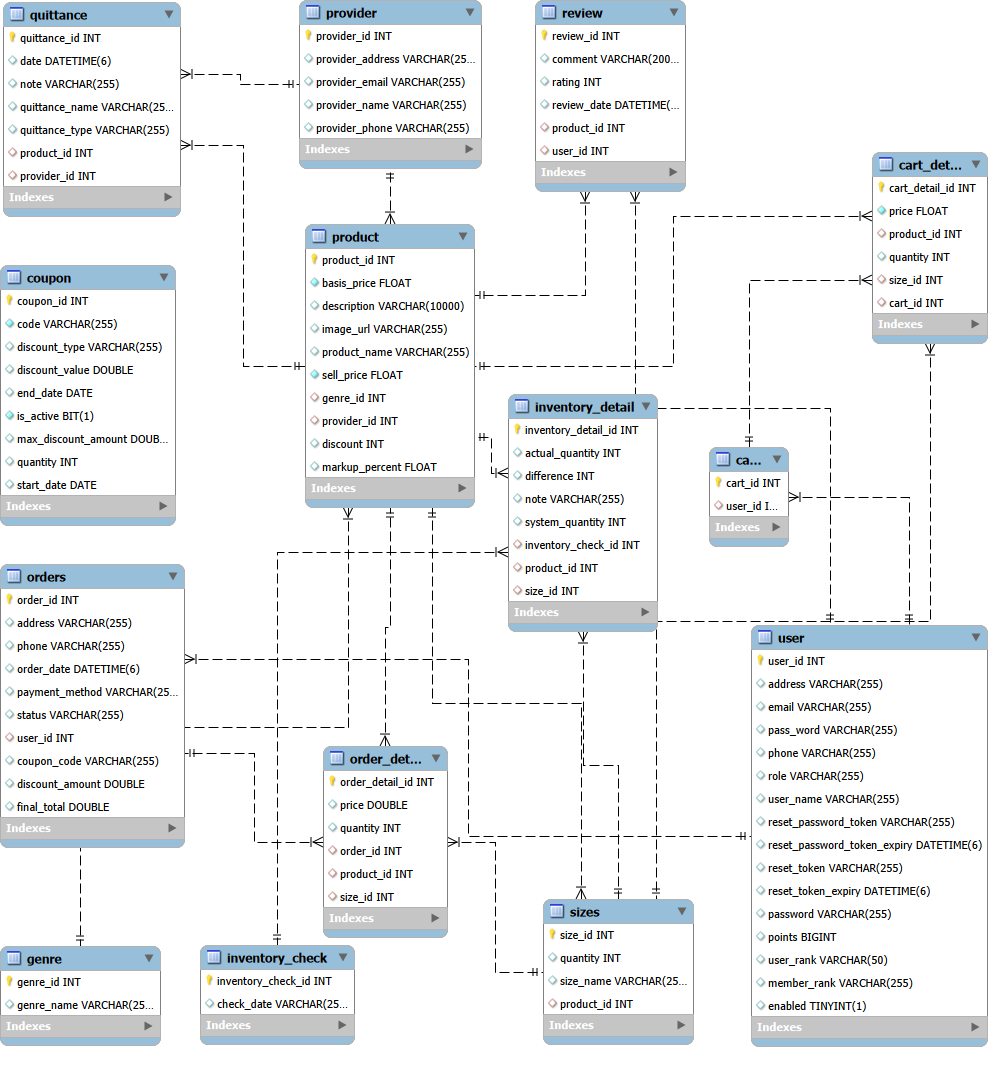 quittance
quittance_id INT
date DATETIME(6)
note VARCHAR(255)
quittance_name VARCHAR(25...
quittance_type VARCHAR(255)
product_id INT
provider_id INT
Indexes
provider
provider_id INT
provider_address VARCHAR(25...
provider_email VARCHAR(255)
provider_name VARCHAR(255)
provider_phone VARCHAR(255)
Indexes
review
review_id INT
comment VARCHAR(200...
rating INT
review_date DATETIME(...
product_id INT
user_id INT
Indexes
cart_det...
cart_detail_id INT
price FLOAT
product_id INT
quantity INT
size_id INT
cart_id INT
Indexes
product
product_id INT
basis_price FLOAT
description VARCHAR(10000)
image_url VARCHAR(255)
product_name VARCHAR(255)
sell_price FLOAT
genre_id INT
provider_id INT
discount INT
markup_percent FLOAT
Indexes
coupon
coupon_id INT
code VARCHAR(255)
discount_type VARCHAR(255)
discount_value DOUBLE
end_date DATE
is_active BIT(1)
max_discount_amount DOUB...
quantity INT
start_date DATE
Indexes
inventory_detail
inventory_detail_id INT
actual_quantity INT
difference INT
note VARCHAR(255)
system_quantity INT
inventory_check_id INT
product_id INT
size_id INT
Indexes
ca...
cart_id INT
user_id I...
Indexes
orders
order_id INT
address VARCHAR(255)
phone VARCHAR(255)
order_date DATETIME(6)
payment_method VARCHAR(25...
status VARCHAR(255)
user_id INT
coupon_code VARCHAR(255)
discount_amount DOUBLE
final_total DOUBLE
Indexes
user
user_id INT
address VARCHAR(255)
email VARCHAR(255)
pass_word VARCHAR(255)
phone VARCHAR(255)
role VARCHAR(255)
user_name VARCHAR(255)
reset_password_token VARCHAR(255)
reset_password_token_expiry DATETIME(6)
reset_token VARCHAR(255)
reset_token_expiry DATETIME(6)
password VARCHAR(255)
points BIGINT
user_rank VARCHAR(50)
member_rank VARCHAR(255)
enabled TINYINT(1)
Indexes
order_det...
order_detail_id INT
price DOUBLE
quantity INT
order_id INT
product_id INT
size_id INT
Indexes
sizes
size_id INT
quantity INT
size_name VARCHAR(25...
product_id INT
Indexes
genre
genre_id INT
genre_name VARCHAR(25...
Indexes
inventory_check
inventory_check_id INT
check_date VARCHAR(25...
Indexes